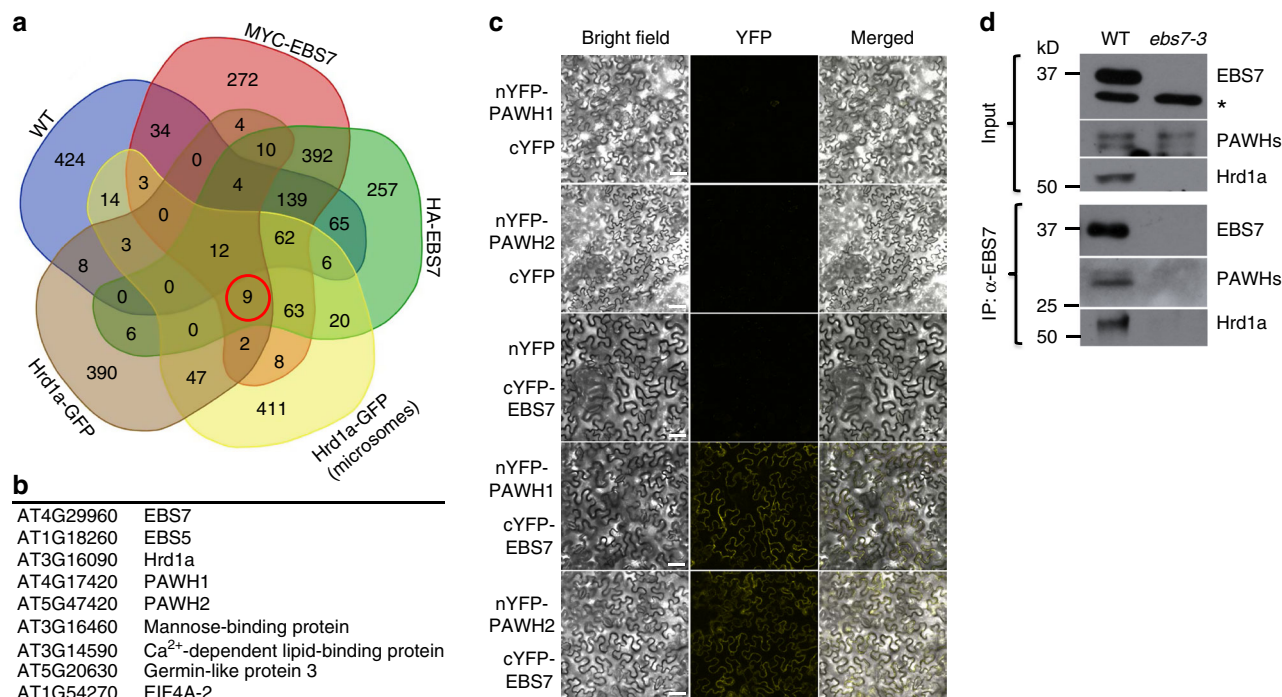 a
MYC-EBS7
WT
HA-EBS7
Hrd1a-GFP
Hrd1a-GFP
(microsomes)
272
424
34
0
4
10
392
257
14
3
4
139
65
0
3
12
62
6
8
0
0
9
63
20
6
0
2
8
390
47
411
b
AT4G29960 EBS7
AT1G18260 EBS5
AT3G16090 Hrd1a
AT4G17420 PAWH1
AT5G47420 PAWH2
AT3G16460 Mannose-binding protein
AT3G14590 Ca2+-dependent lipid-binding protein
AT5G20630 Germin-like protein 3
AT1G54270 EIF4A-2
c
Bright field YFP Merged
nYFP-
PAWH1
cYFP
nYFP-
PAWH2
cYFP
nYFP
cYFP-
EBS7
nYFP-
PAWH1
cYFP-
EBS7
nYFP-
PAWH2
cYFP-
EBS7
d
kD WT ebs7-3
Input
37 EBS7
*
PAWHs
50 Hrd1a
IP: α-EBS7
37 EBS7
PAWHs
25
50 Hrd1a